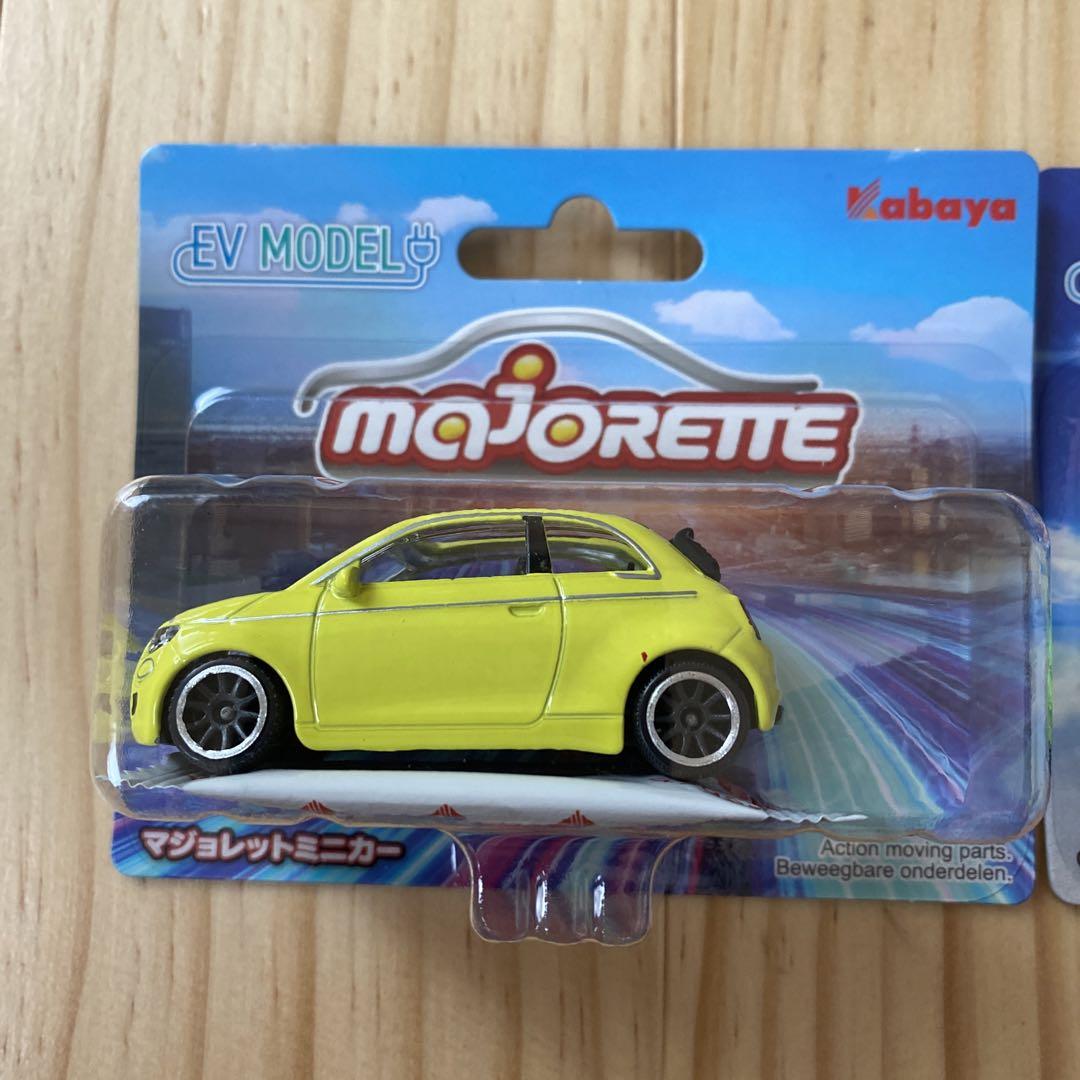 EV MODEL
Kabaya
majorette
マジョレットミニカー
Action moving parts.
Beweegbare onderdelen.